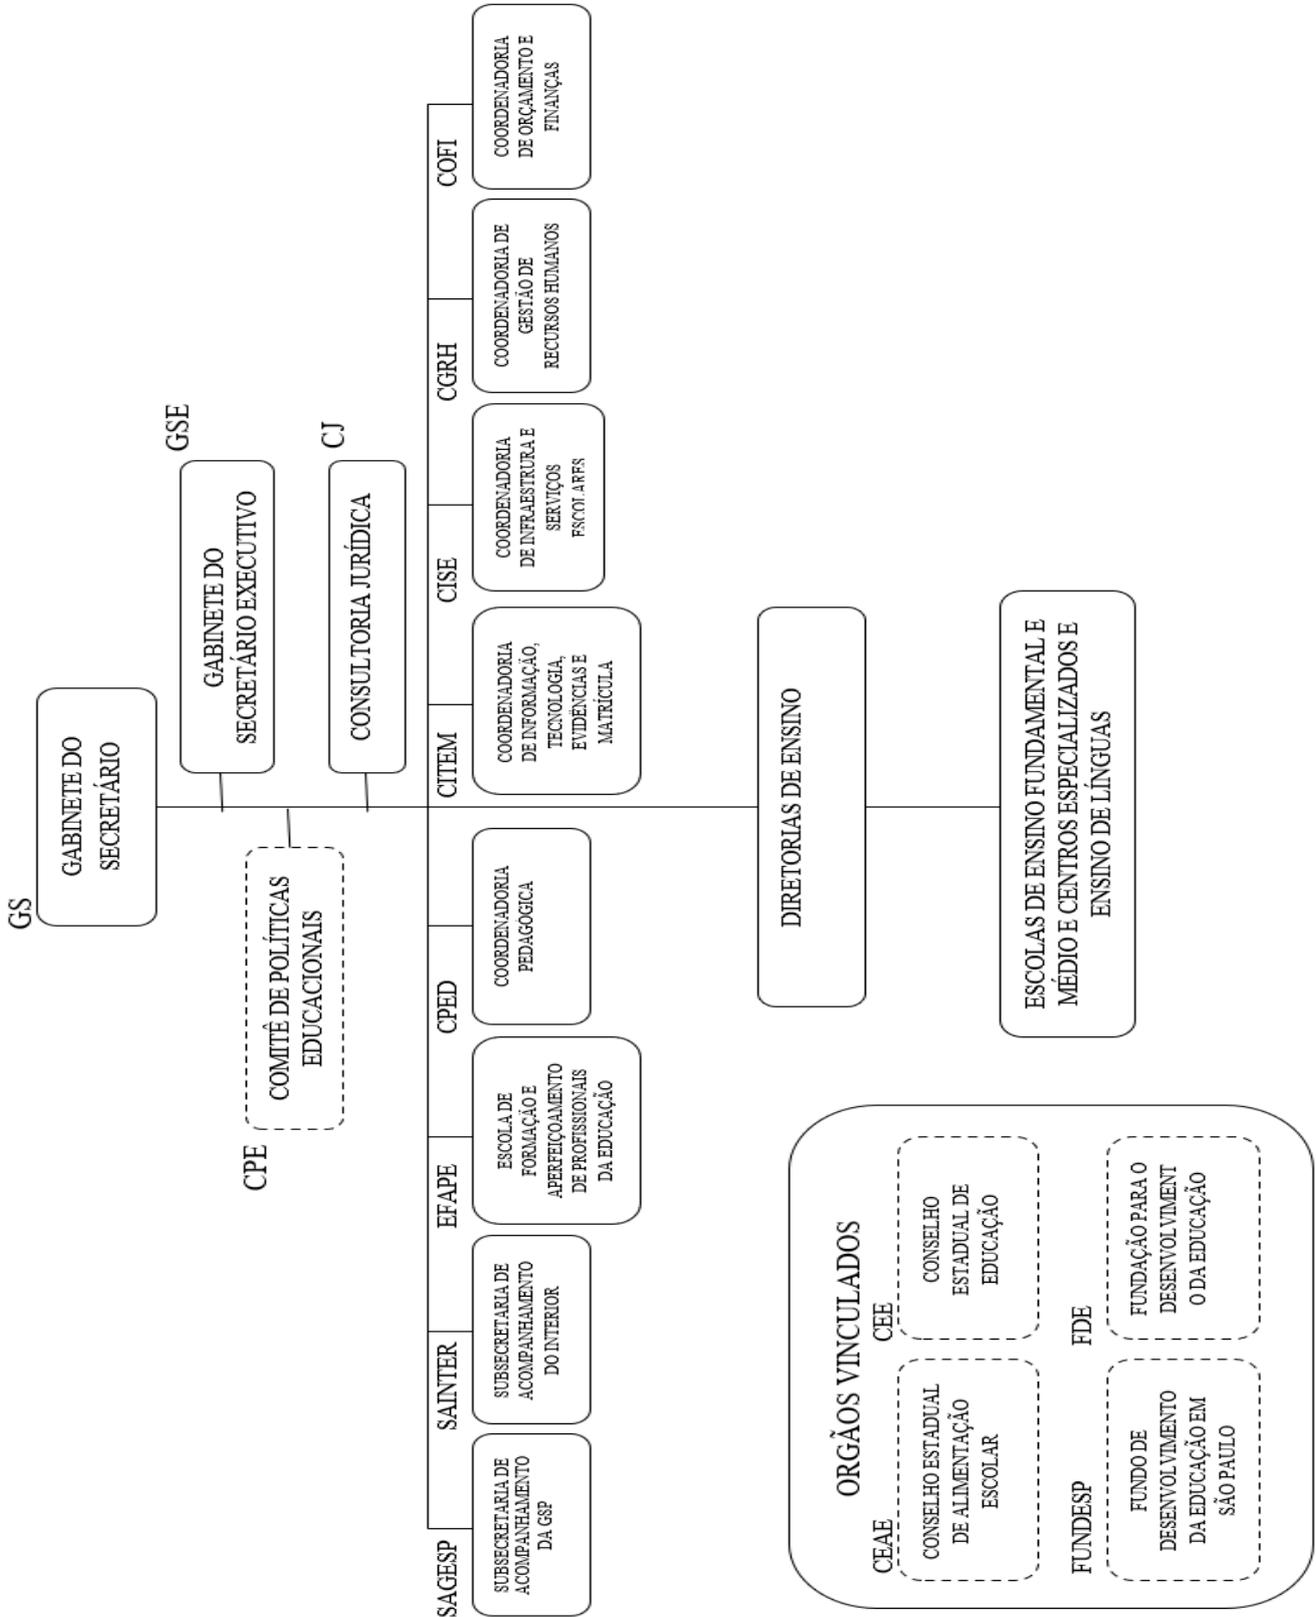 GS
GABINETE DO
SECRETÁRIO
GSE
GABINETE DO
SECRETÁRIO EXECUTIVO
CPE
COMITÊ DE POLÍTICAS
EDUCACIONAIS
CJ
CONSULTORIA JURÍDICA
SAGESP
SUBSECRETARIA DE
ACOMPANHAMENTO
DA GSP
SAINTER
SUBSECRETARIA DE
ACOMPANHAMENTO
DO INTERIOR
EFAPE
ESCOLA DE
FORMAÇÃO E
APERFEIÇOAMENTO
DE PROFISSIONAIS
DA EDUCAÇÃO
CPED
COORDENADORIA
PEDAGÓGICA
CITEM
COORDENADORIA
DE INFORMAÇÃO,
TECNOLOGIA,
EVIDÊNCIAS E
MATRÍCULA
CISE
COORDENADORIA
DE INFRAESTRURA E
SERVIÇOS
ESCOLARES
CGRH
COORDENADORIA DE
GESTÃO DE
RECURSOS HUMANOS
COFI
COORDENADORIA
DE ORÇAMENTO E
FINANÇAS
DIRETORIAS DE ENSINO
ESCOLAS DE ENSINO FUNDAMENTAL E
MÉDIO E CENTROS ESPECIALIZADOS E
ENSINO DE LÍNGUAS
ORGÃOS VINCULADOS
CEAE
CONSELHO ESTADUAL
DE ALIMENTAÇÃO
ESCOLAR
CEE
CONSELHO
ESTADUAL DE
EDUCAÇÃO
FUNDESP
FUNDO DE
DESENVOLVIMENTO
DA EDUCAÇÃO EM
SÃO PAULO
FDE
FUNDAÇÃO PARA O
DESENVOLVIMENT
O DA EDUCAÇÃO